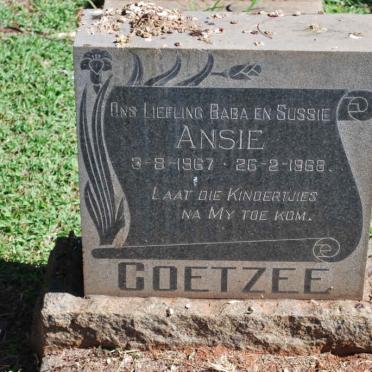 Ons Liefling Baba en Sussie
Ansie
3-8-1967 - 26-2-1968.
Laat die Kindertjies
na My toe kom.
COETZEE